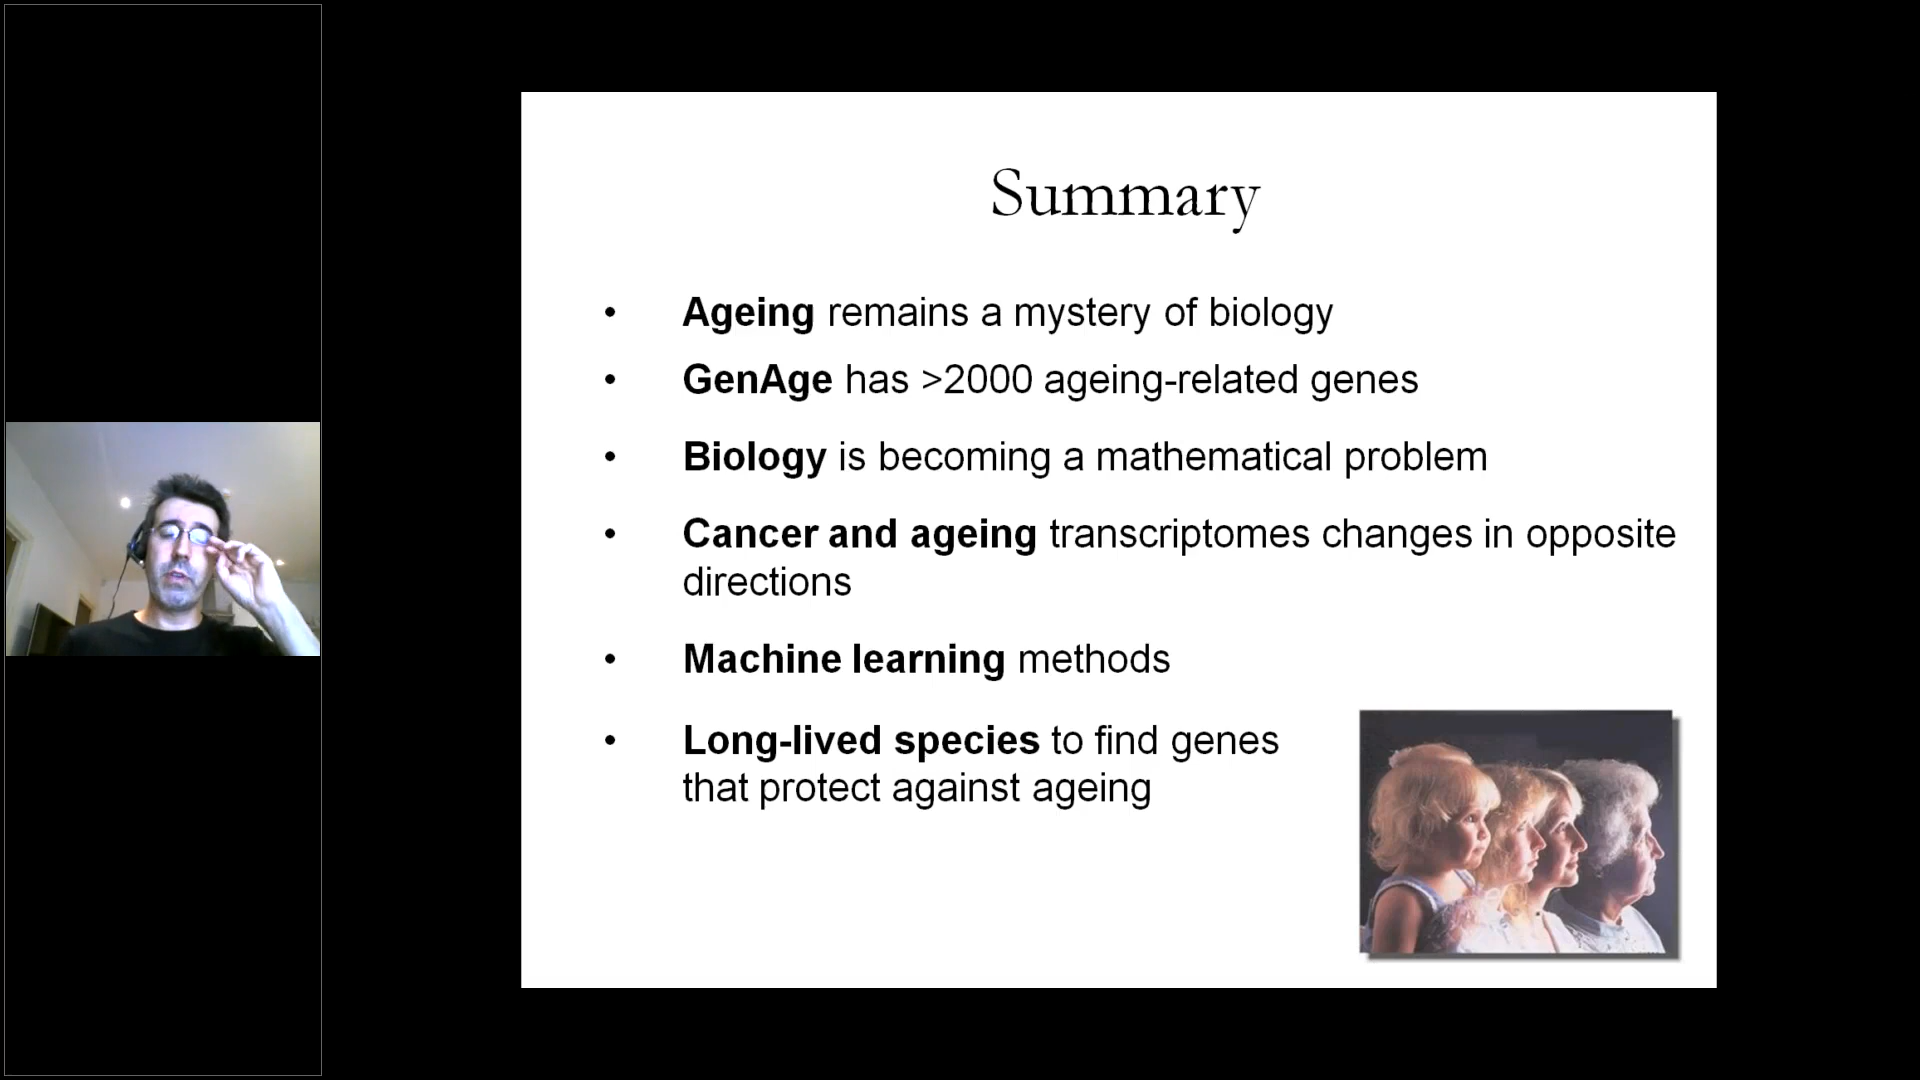 Summary
• Ageing remains a mystery of biology
• GenAge has >2000 ageing-related genes
• Biology is becoming a mathematical problem
• Cancer and ageing transcriptomes changes in opposite
directions
• Machine learning methods
• Long-lived species to find genes
that protect against ageing